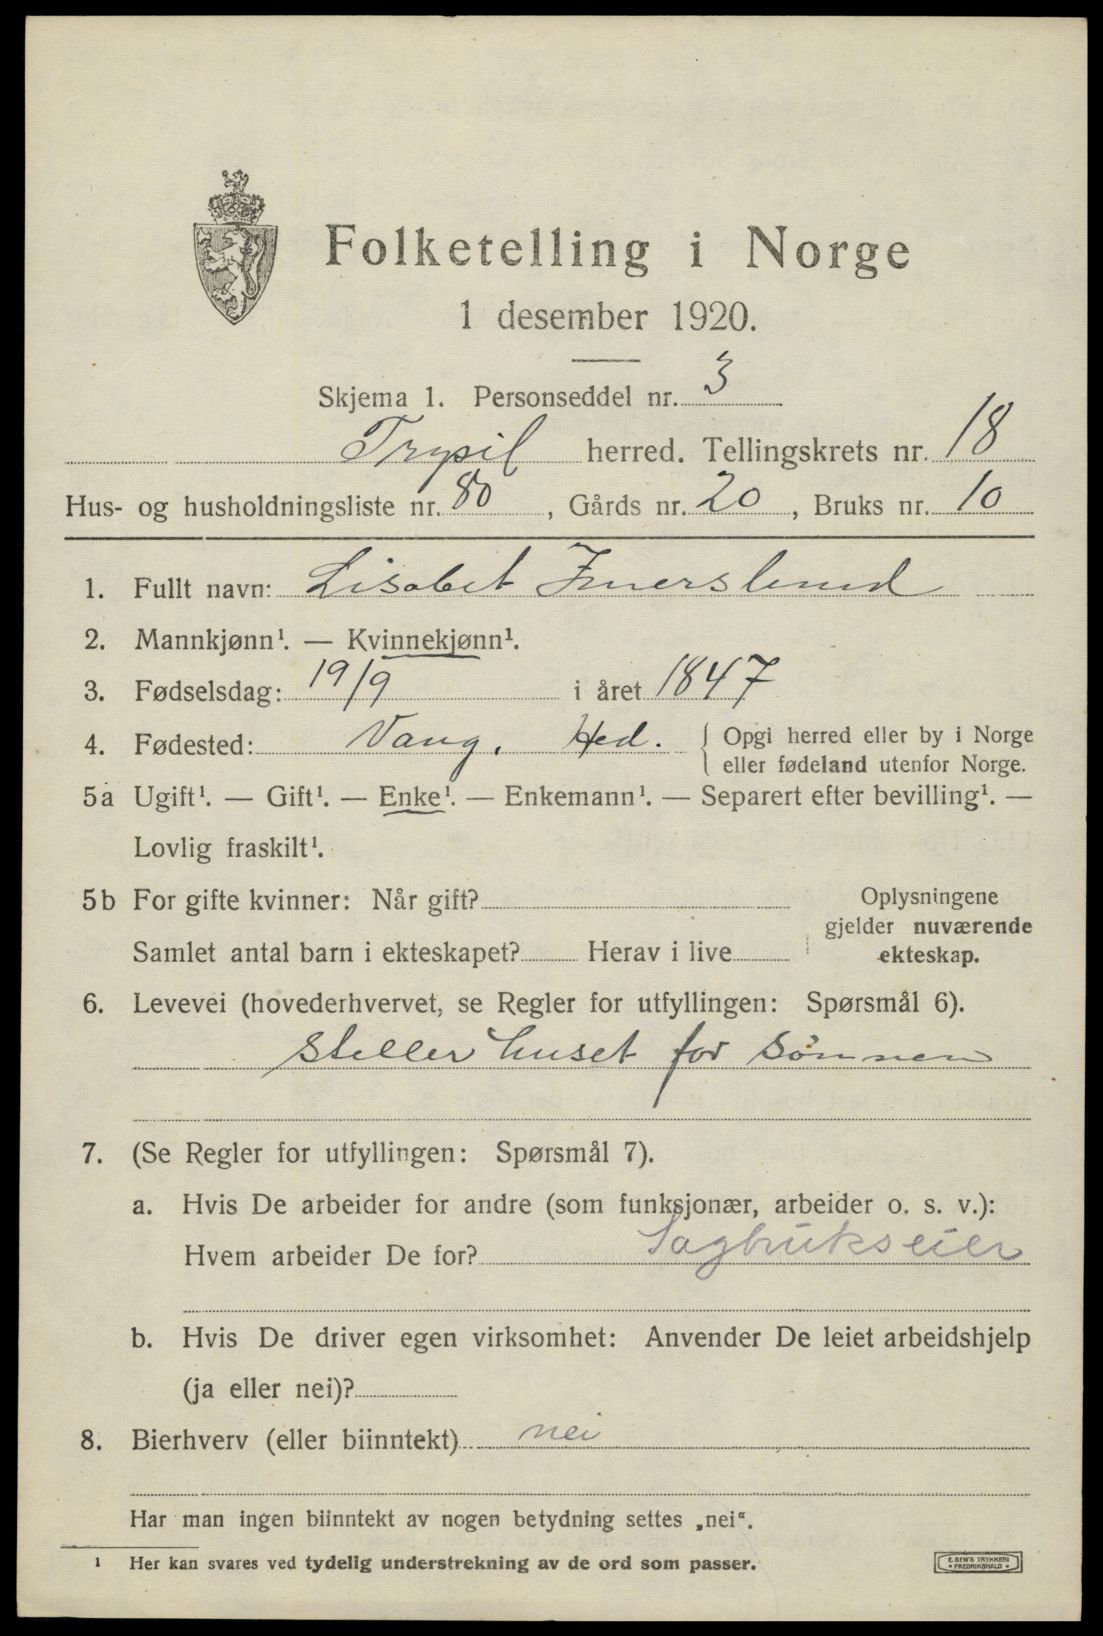 Folketelling i Norge
1 desember 1920.
Skjema 1. Personseddel nr. 3
Trysil herred. Tellingskrets nr. 18
Hus- og husholdningsliste nr. 80, Gårds nr. 20, Bruks nr. 10
1. Fullt navn: Lisabet Imerslund
2. Mannkjønn¹. — Kvinnekjønn¹.
3. Fødselsdag: 19/9 i året 1847
4. Fødested: Vang. Hed. { Opgi herred eller by i Norge
eller fødeland utenfor Norge.
5a Ugift¹. — Gift¹. — Enke¹. — Enkemann¹. — Separert efter bevilling¹. —
Lovlig fraskilt¹.
5b For gifte kvinner: Når gift? Oplysningene
gjelder nuværende
Samlet antal barn i ekteskapet? Herav i live ekteskap.
6. Levevei (hovederhvervet, se Regler for utfyllingen: Spørsmål 6).
steller huset for sønnen
7. (Se Regler for utfyllingen: Spørsmål 7).
a. Hvis De arbeider for andre (som funksjonær, arbeider o. s. v.):
Hvem arbeider De for? Sagbrukseier
b. Hvis De driver egen virksomhet: Anvender De leiet arbeidshjelp
(ja eller nei)?
8. Bierhverv (eller biinntekt) nei
Har man ingen biinntekt av nogen betydning settes „nei".
¹ Her kan svares ved tydelig understrekning av de ord som passer.
E. SEM'S TRYKKERI
• FREDRIKSHALD •